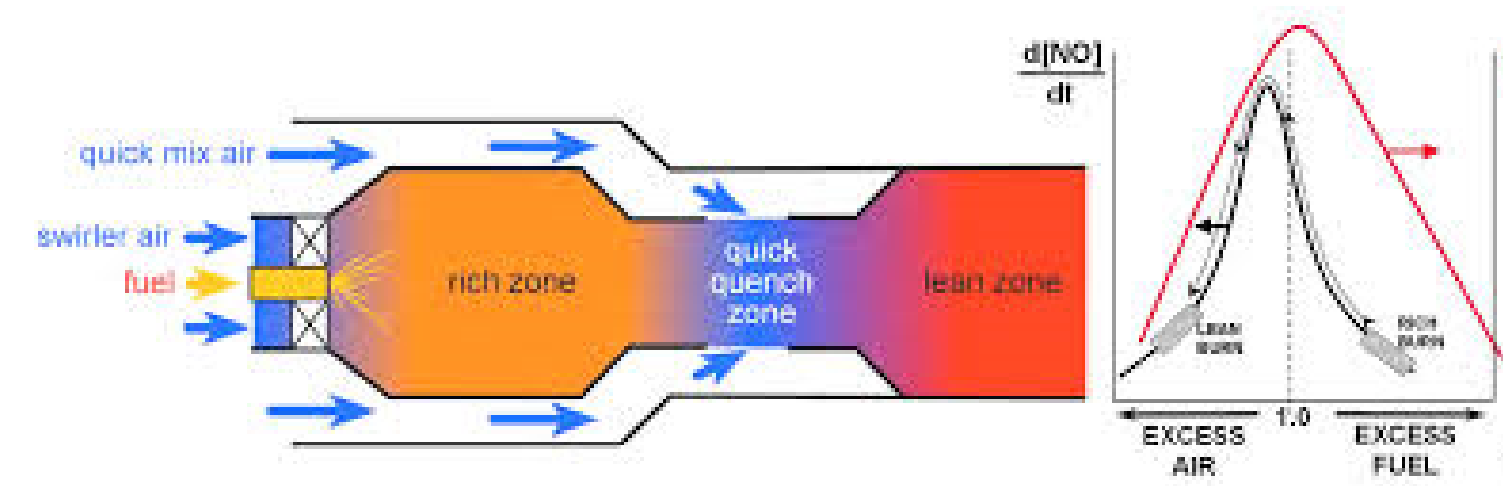 quick mix air
swirler air
fuel
rich zone
quick
quench
zone
lean zone
d[NO]
dt
LEAN
BURN
RICH
BURN
1.0
EXCESS
AIR
EXCESS
FUEL